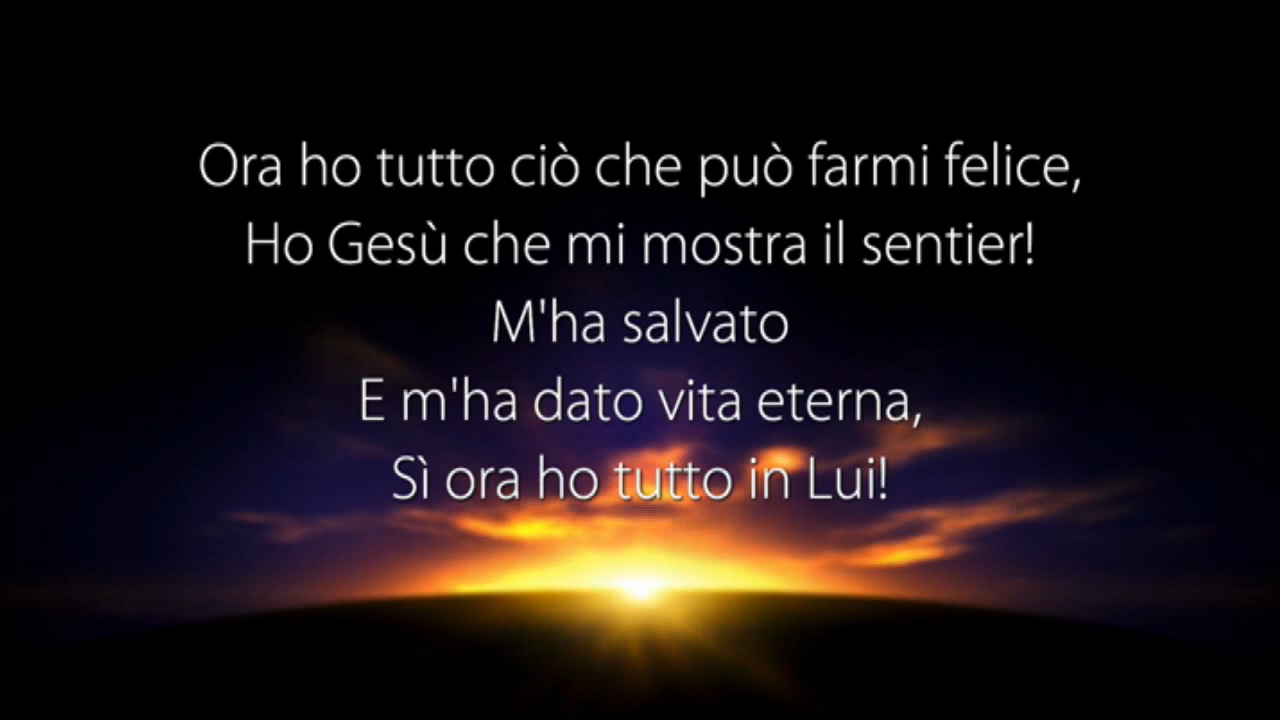 Ora ho tutto ciò che può farmi felice,
Ho Gesù che mi mostra il sentier!
M'ha salvato
E m'ha dato vita eterna,
Sì ora ho tutto in Lui!